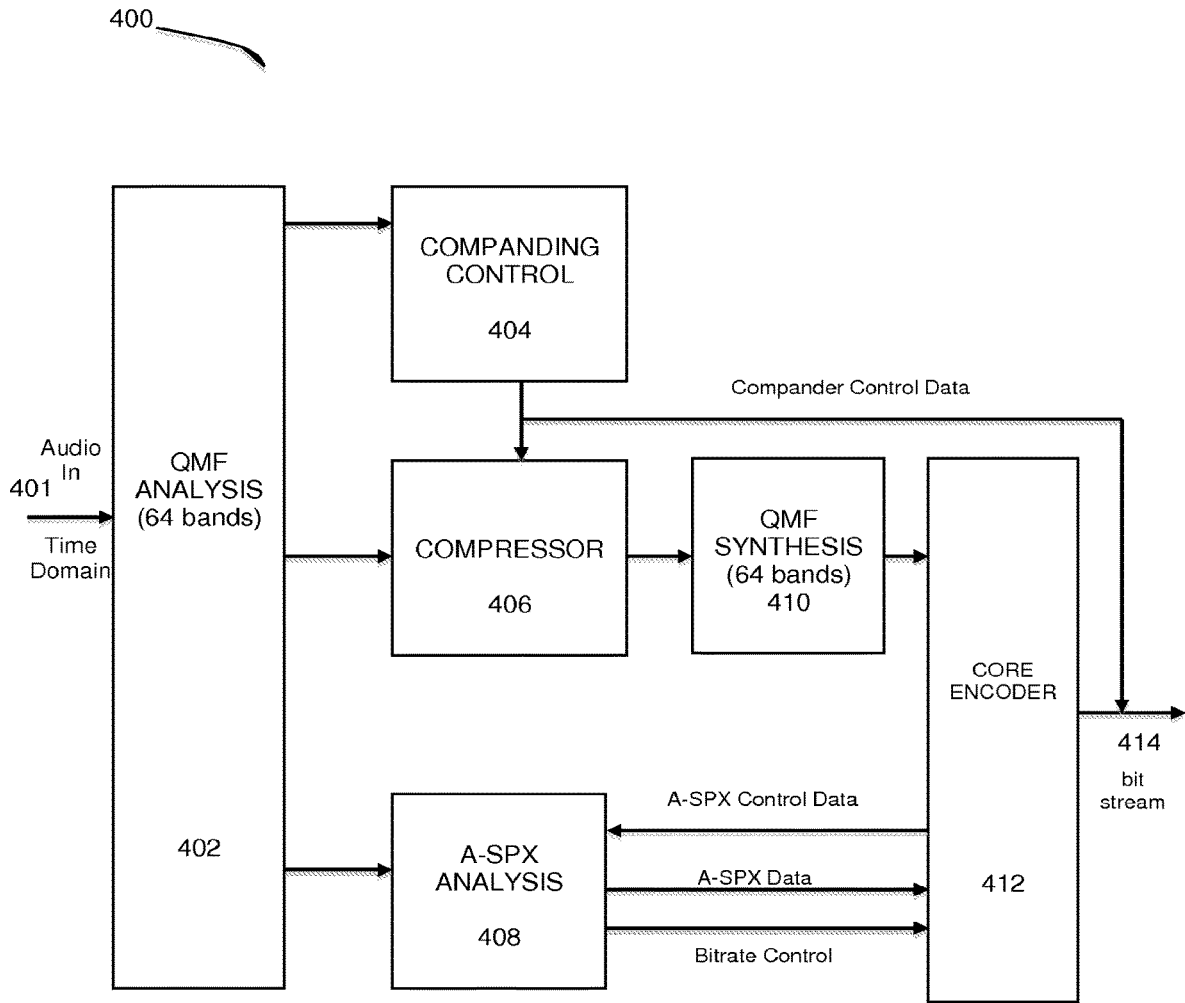 400
COMPANDING
CONTROL
404
Compander Control Data
Audio
In
401
Time
Domain
QMF
ANALYSIS
(64 bands)
402
COMPRESSOR
406
QMF
SYNTHESIS
(64 bands)
410
CORE
ENCODER
412
414
bit
stream
A-SPX Control Data
A-SPX
ANALYSIS
408
A-SPX Data
Bitrate Control